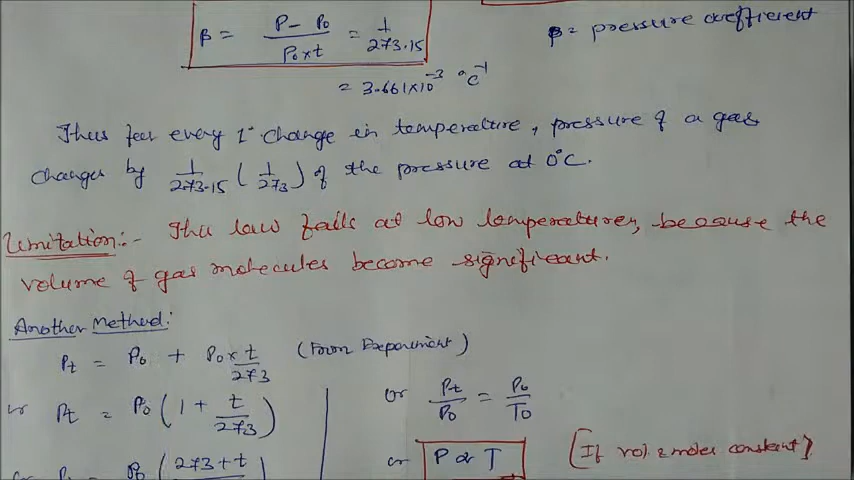 β = P - P₀ / P₀ × t = 1 / 273.15
β = pressure coefficient
= 3.661×10⁻³ °C⁻¹
Thus for every 1° change in temperature, pressure of a gas
changes by 1/273.15 (1/273) of the pressure at 0°C.
Limitation:- This law fails at low temperatures, because the
volume of gas molecules become significant.
Another Method:
Pt = P₀ + P₀ × t/273 (From Experiment)
or Pt = P₀ (1 + t/273)
or Pt/P₀ = P₀/T₀
P₀ (273 + t
or P α T (If vol & moles constant)